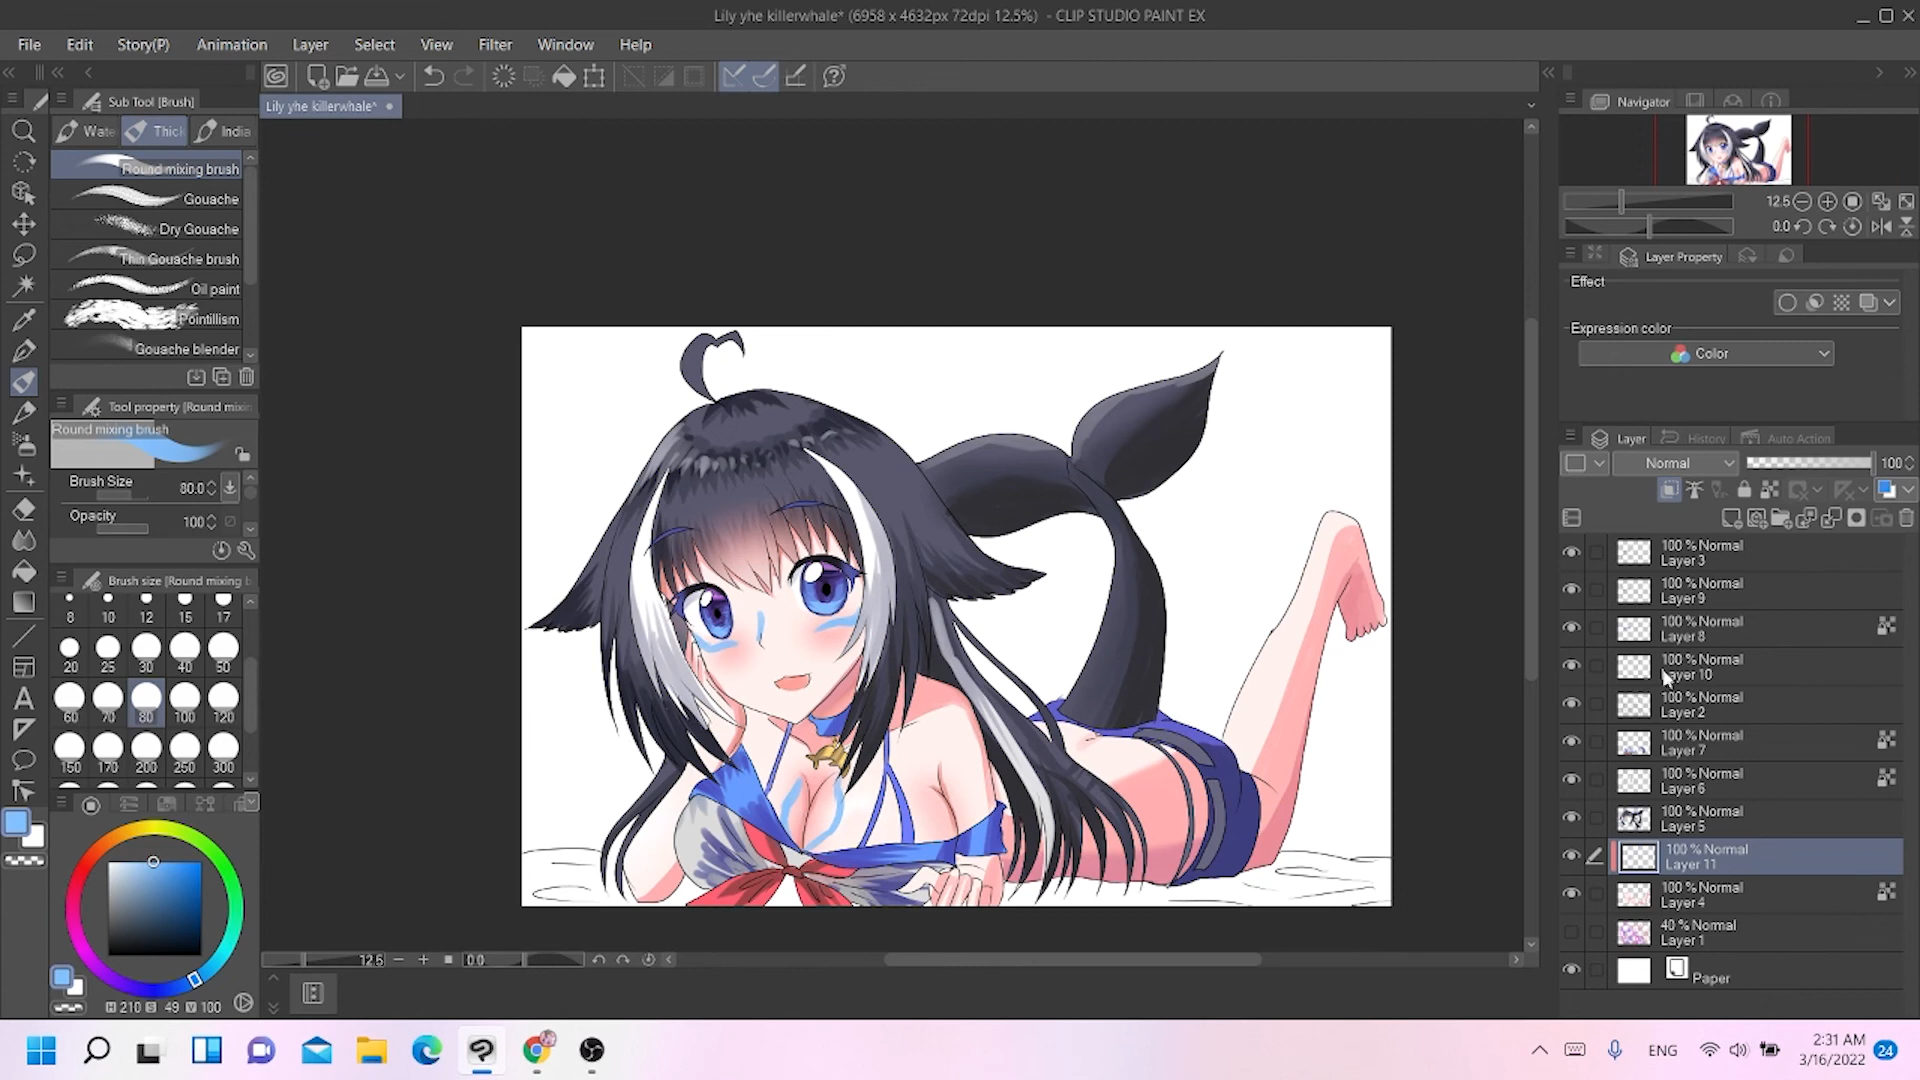 Lily yhe killerwhale* (6958 x 4632px 72dpi 12.5%) - CLIP STUDIO PAINT EX
File Edit Story(P) Animation Layer Select View Filter Window Help
Sub Tool [Brush]
Lily yhe killerwhale*
Navigator
Wate Thick India
Round mixing brush
Gouache
Dry Gouache
Thin Gouache brush
Oil paint
Pointillism
Gouache blender
12.5
0.0
Layer Property
Effect
Expression color
Color
Tool property [Round mixin
Round mixing brush
Brush Size 80.0
Opacity 100
Layer History Auto Action
Normal 100
Brush size [Round mixing b
8 10 12 15 17
20 25 30 40 50
60 70 80 100 120
150 170 200 250 300
100 % Normal
Layer 3
100 % Normal
Layer 9
100 % Normal
Layer 8
100 % Normal
Layer 10
100 % Normal
Layer 2
100 % Normal
Layer 7
100 % Normal
Layer 6
100 % Normal
Layer 5
100 % Normal
Layer 11
100 % Normal
Layer 4
40 % Normal
Layer 1
Paper
12.5 0.0
H 210 S 49 V 100
ENG
2:31 AM
3/16/2022
24